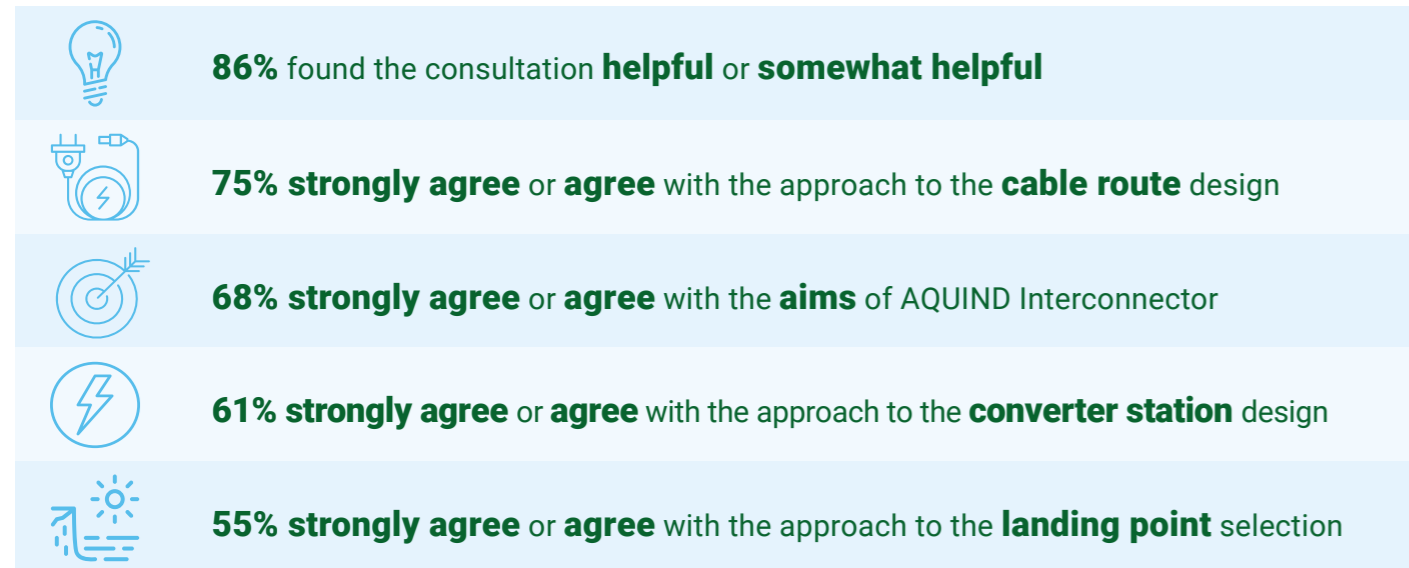 86% found the consultation helpful or somewhat helpful
75% strongly agree or agree with the approach to the cable route design
68% strongly agree or agree with the aims of AQUIND Interconnector
61% strongly agree or agree with the approach to the converter station design
55% strongly agree or agree with the approach to the landing point selection